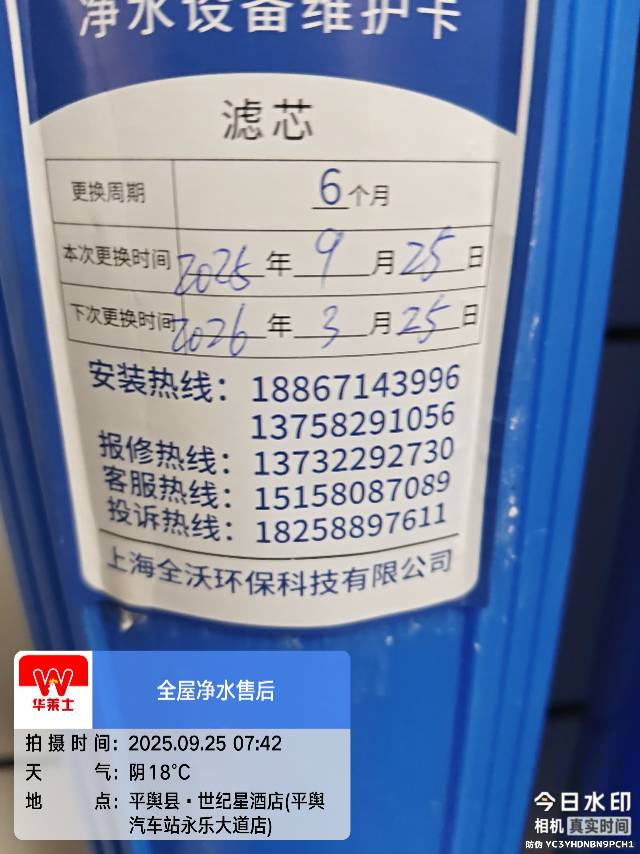 净水设备维护卡
滤芯
更换周期 6个月
本次更换时间 2025年9月25日
下次更换时间 2026年3月25日
安装热线：18867143996
13758291056
报修热线：13732292730
客服热线：15158087089
投诉热线：18258897611
上海全沃环保科技有限公司
华莱士
全屋净水售后
拍摄时间：2025.09.25 07:42
天气：阴18℃
地点：平舆县·世纪星酒店(平舆
汽车站永乐大道店)
今日水印
相机 真实时间
防伪 YC3YHDNBN9PCH1